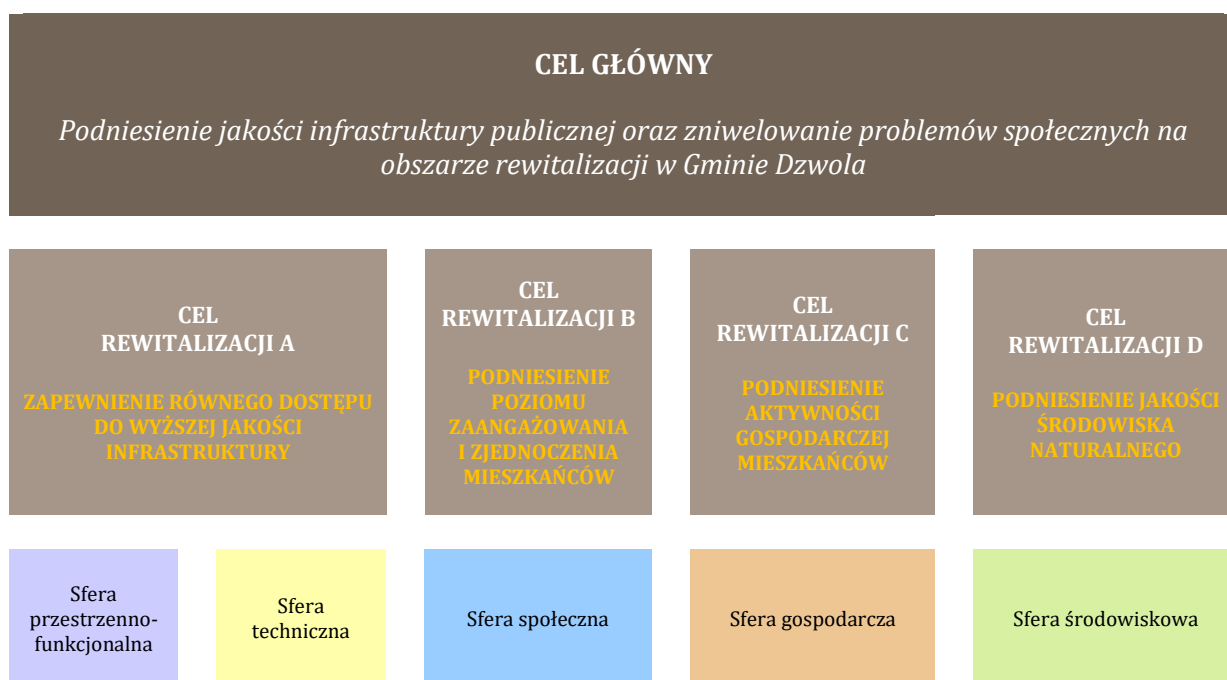 CEL GŁÓWNY
Podniesienie jakości infrastruktury publicznej oraz zniwelowanie problemów społecznych na
obszarze rewitalizacji w Gminie Dzwola
CEL
REWITALIZACJI A
ZAPEWNIENIE RÓWNEGO DOSTĘPU
DO WYŻSZEJ JAKOŚCI
INFRASTRUKTURY
CEL
REWITALIZACJI B
PODNIESIENIE
POZIOMU
ZAANGAŻOWANIA
I ZJEDNOCZENIA
MIESZKAŃCÓW
CEL
REWITALIZACJI C
PODNIESIENIE
AKTYWNOŚCI
GOSPODARCZEJ
MIESZKAŃCÓW
CEL
REWITALIZACJI D
PODNIESIENIE JAKOŚCI
ŚRODOWISKA
NATURALNEGO
Sfera
przestrzenno-
funkcjonalna
Sfera
techniczna
Sfera społeczna
Sfera gospodarcza
Sfera środowiskowa